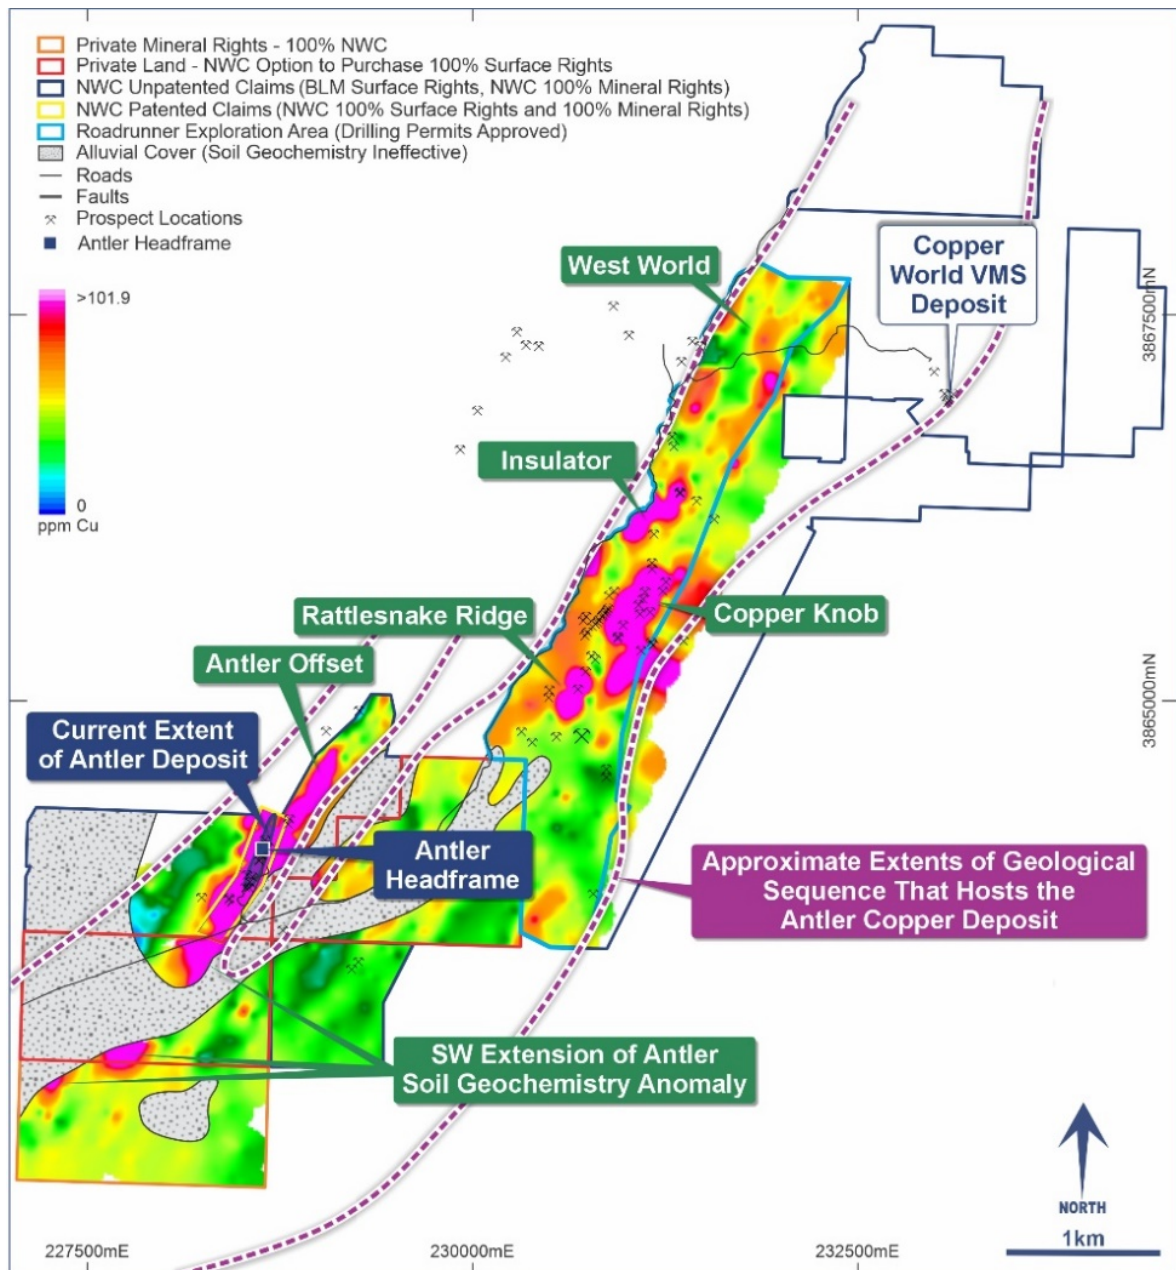 Private Mineral Rights - 100% NWC
Private Land - NWC Option to Purchase 100% Surface Rights
NWC Unpatented Claims (BLM Surface Rights, NWC 100% Mineral Rights)
NWC Patented Claims (NWC 100% Surface Rights and 100% Mineral Rights)
Roadrunner Exploration Area (Drilling Permits Approved)
Alluvial Cover (Soil Geochemistry Ineffective)
Roads
Faults
Prospect Locations
Antler Headframe
>101.9
0
ppm Cu
West World
Copper
World VMS
Deposit
3867500mN
Insulator
Rattlesnake Ridge
Copper Knob
Antler Offset
Current Extent
of Antler Deposit
3865000mN
Antler
Headframe
Approximate Extents of Geological
Sequence That Hosts the
Antler Copper Deposit
SW Extension of Antler
Soil Geochemistry Anomaly
NORTH
1km
227500mE
230000mE
232500mE